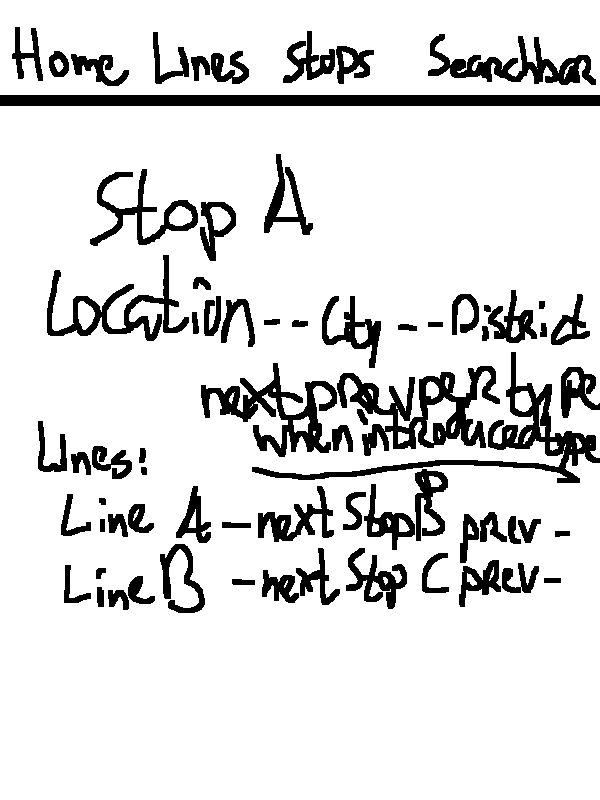 Home Lines Stops Searchbar
Stop A
Location -- City -- District
next prev per type
when introduced type
Lines:
Line A - next Stop B prev -
Line B - next Stop C prev -